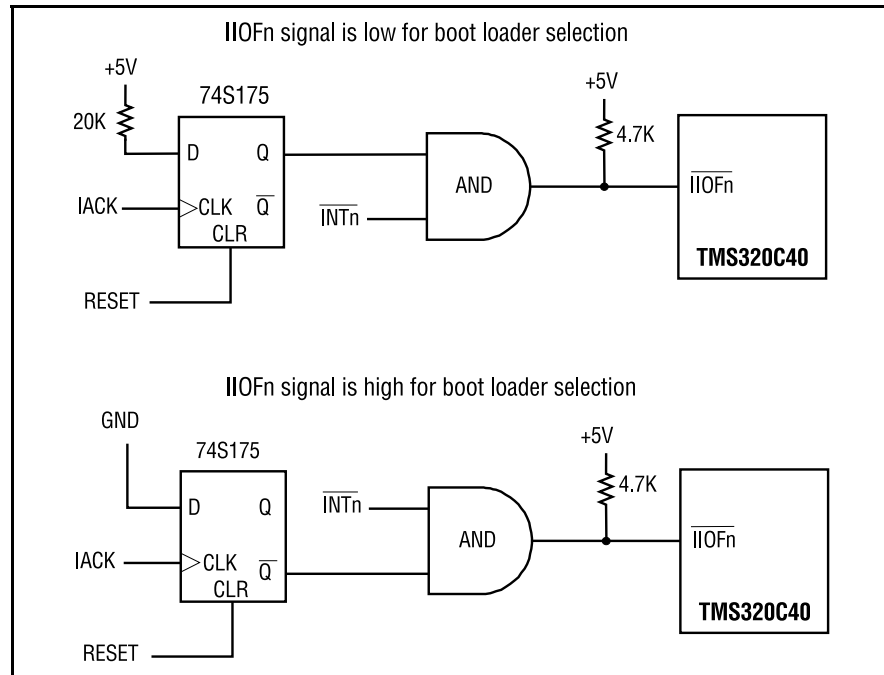 IIOFn signal is low for boot loader selection
+5V
74S175
+5V
20K
4.7K
D Q
AND
IIOFn
IACK
CLK Q
INTn
CLR
TMS320C40
RESET
IIOFn signal is high for boot loader selection
GND
74S175
+5V
4.7K
D Q
INTn
AND
IIOFn
IACK
CLK Q
CLR
TMS320C40
RESET